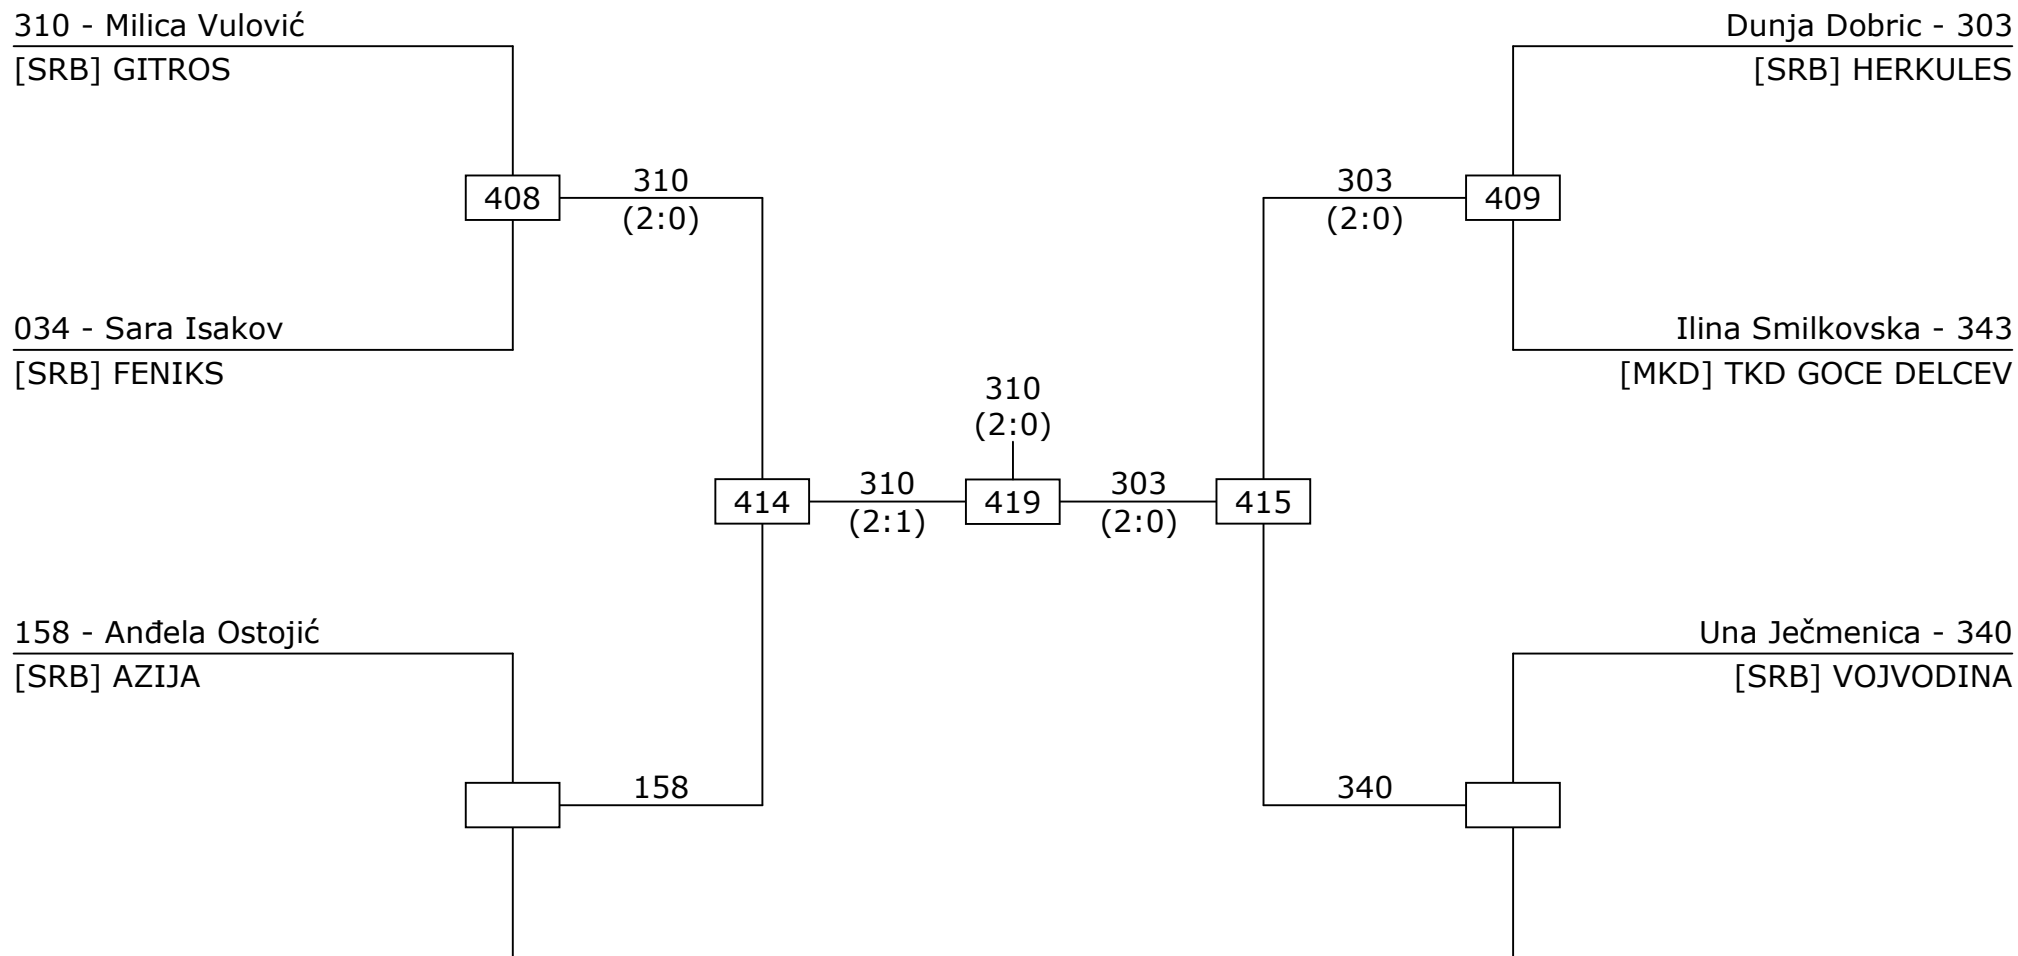 310 - Milica Vulović
[SRB] GITROS
Dunja Dobric - 303
[SRB] HERKULES
408
310
(2:0)
303
(2:0)
409
034 - Sara Isakov
[SRB] FENIKS
Ilina Smilkovska - 343
[MKD] TKD GOCE DELCEV
310
(2:0)
414
310
(2:1)
419
303
(2:0)
415
158 - Anđela Ostojić
[SRB] AZIJA
Una Ječmenica - 340
[SRB] VOJVODINA
158
340